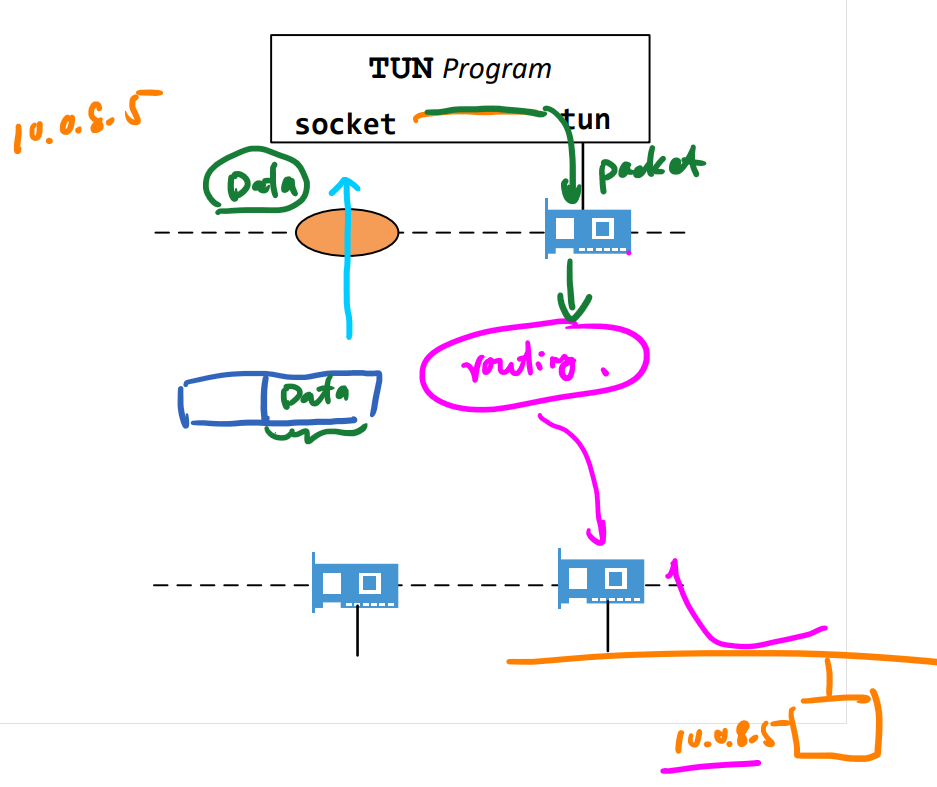 TUN Program
10.0.8.5
socket
tun
Data
packet
routing.
Data
10.0.8.5